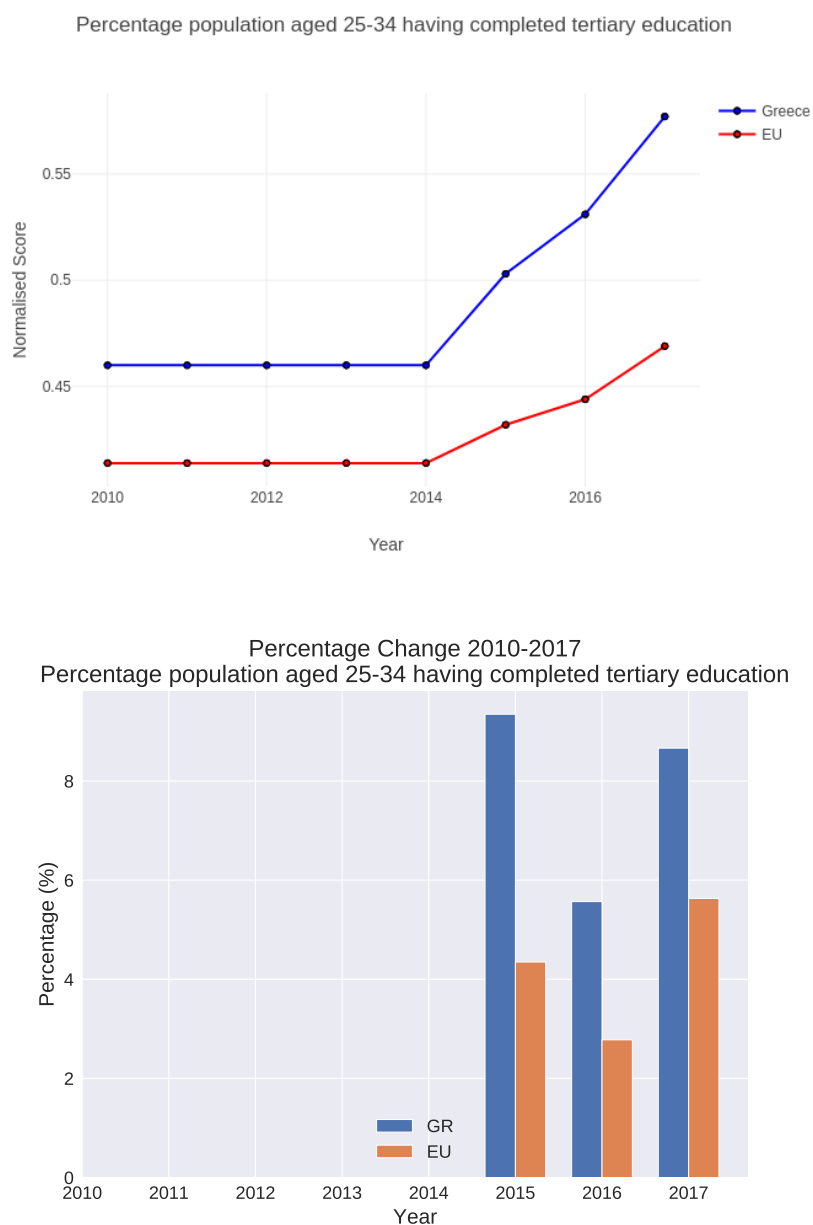 Percentage population aged 25-34 having completed tertiary education
Greece
EU
0.55
0.5
0.45
Normalised Score
2010 2012 2014 2016
Year
Percentage Change 2010-2017
Percentage population aged 25-34 having completed tertiary education
8
6
4
2
0
Percentage (%)
GR
EU
2010 2011 2012 2013 2014 2015 2016 2017
Year